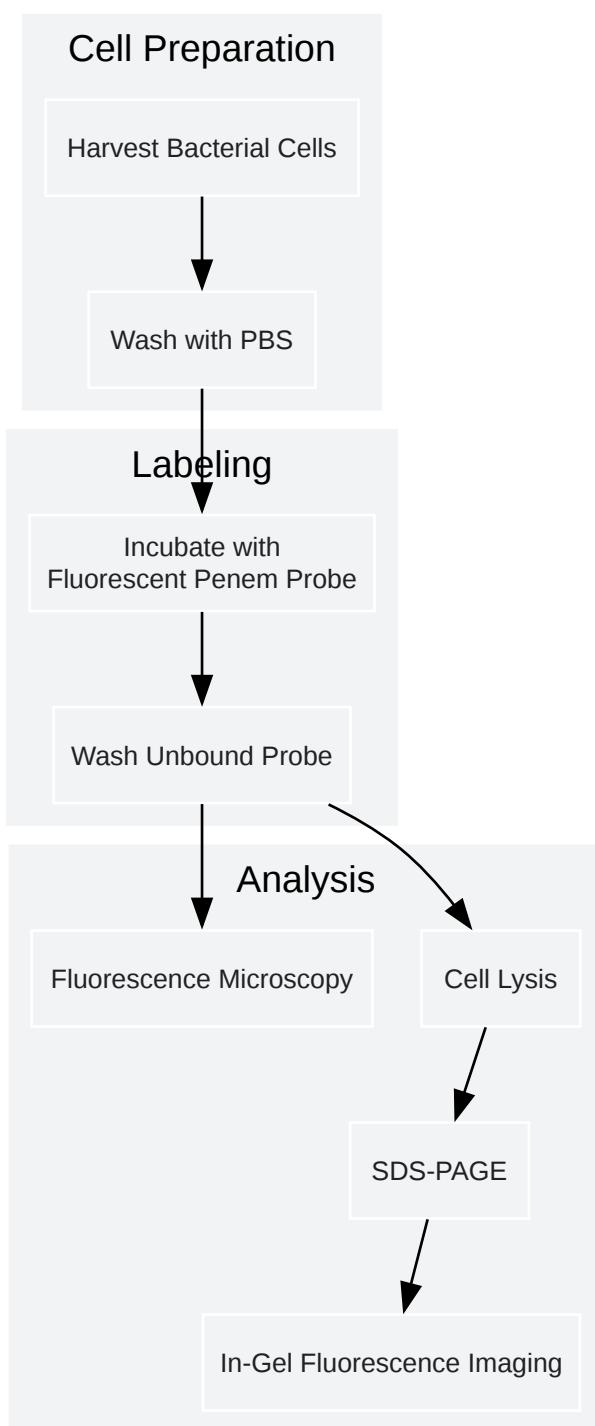 Cell Preparation
Harvest Bacterial Cells
Wash with PBS
Labeling
Incubate with
Fluorescent Penem Probe
Wash Unbound Probe
Analysis
Fluorescence Microscopy
Cell Lysis
SDS-PAGE
In-Gel Fluorescence Imaging